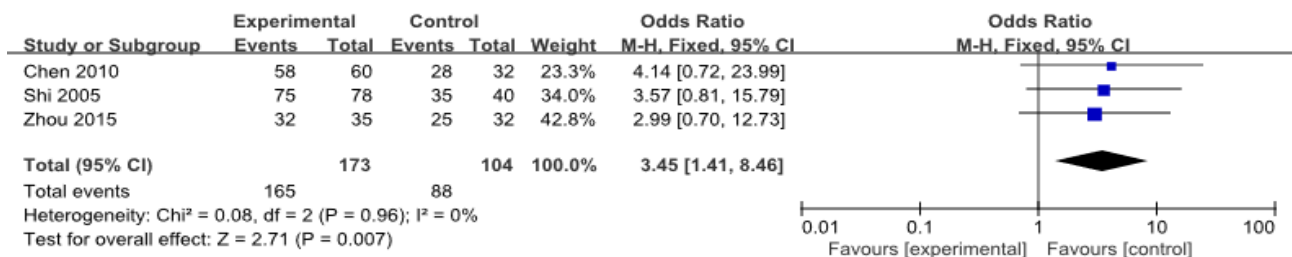 Experimental Control Odds Ratio Odds Ratio
Study or Subgroup Events Total Events Total Weight M-H, Fixed, 95% CI M-H, Fixed, 95% CI
Chen 2010 58 60 28 32 23.3% 4.14 [0.72, 23.99]
Shi 2005 75 78 35 40 34.0% 3.57 [0.81, 15.79]
Zhou 2015 32 35 25 32 42.8% 2.99 [0.70, 12.73]
Total (95% CI) 173 104 100.0% 3.45 [1.41, 8.46]
Total events 165 88
Heterogeneity: Chi² = 0.08, df = 2 (P = 0.96); I² = 0%
Test for overall effect: Z = 2.71 (P = 0.007)
0.01 0.1 1 10 100
Favours [experimental] Favours [control]